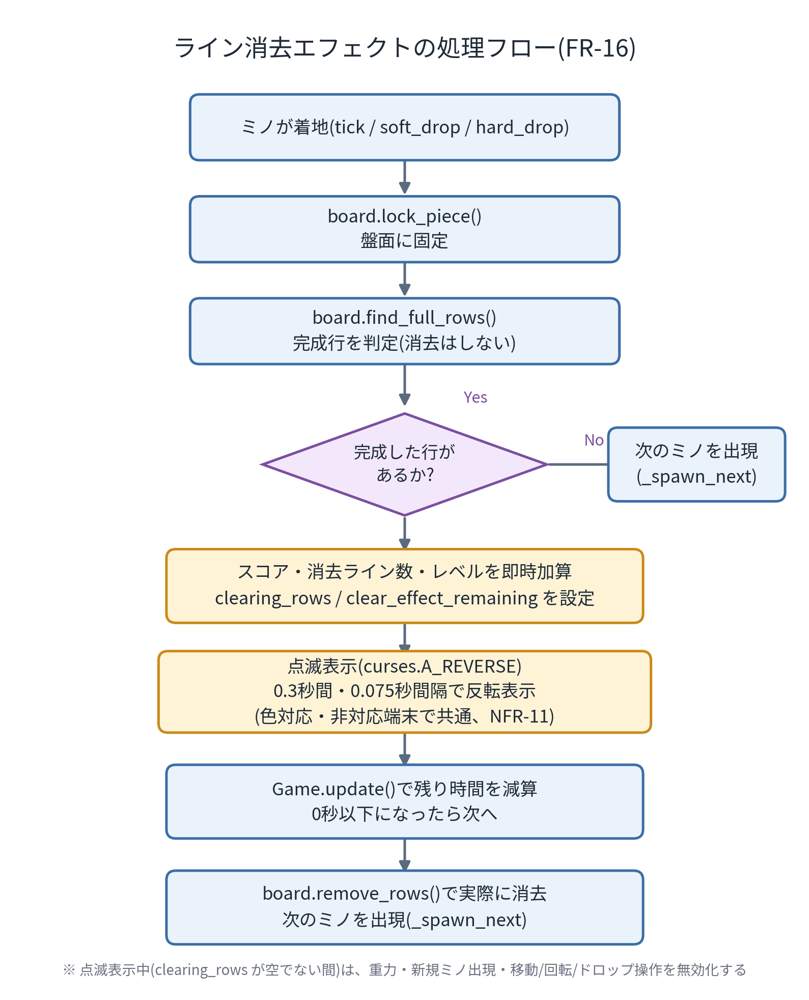 ライン消去エフェクトの処理フロー(FR-16)
ミノが着地(tick / soft_drop / hard_drop)
board.lock_piece()
盤面に固定
board.find_full_rows()
完成行を判定(消去はしない)
Yes
完成した行が
あるか?
No
次のミノを出現
(_spawn_next)
スコア・消去ライン数・レベルを即時加算
clearing_rows / clear_effect_remaining を設定
点滅表示(curses.A_REVERSE)
0.3秒間・0.075秒間隔で反転表示
(色対応・非対応端末で共通、NFR-11)
Game.update()で残り時間を減算
0秒以下になったら次へ
board.remove_rows()で実際に消去
次のミノを出現(_spawn_next)
※ 点滅表示中(clearing_rows が空でない間)は、重力・新規ミノ出現・移動/回転/ドロップ操作を無効化する